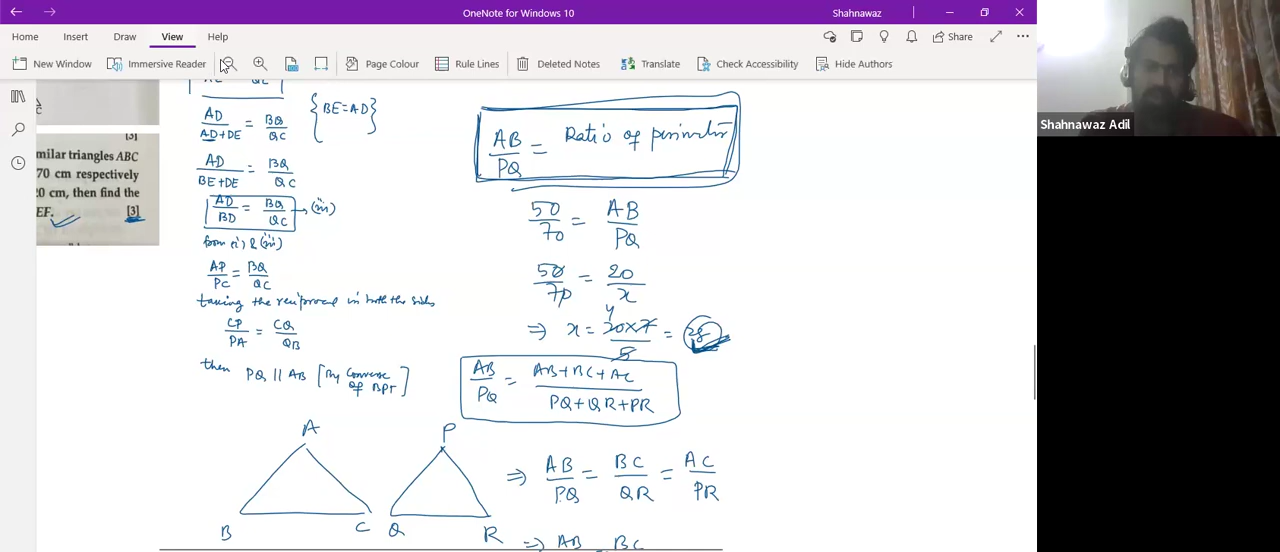 OneNote for Windows 10
Shahnawaz
Home Insert Draw View Help
Share
New Window Immersive Reader Page Colour Rule Lines Deleted Notes Translate Check Accessibility Hide Authors
Shahnawaz Adil
[3]
milar triangles ABC
70 cm respectively
20 cm, then find the
EF. [3]
AD/(AD+DE) = BQ/QC {BE=AD}
AD/(BE+DE) = BQ/QC
AD/BD = BQ/QC → (iii)
from (i) & (iii)
AP/PC = BQ/QC
taking the reciprocal in both the sides
CP/PA = CQ/QB
then PQ || AB [By converse of BPT]
A
B
C
P
Q
R
AB/PQ = Ratio of perimeter
50/70 = AB/PQ
50/70 = 20/x
⇒ x = 20×7/5 = 28
4
AB/PQ = (AB+BC+AC)/(PQ+QR+PR)
⇒ AB/PQ = BC/QR = AC/PR
⇒ AB = BC